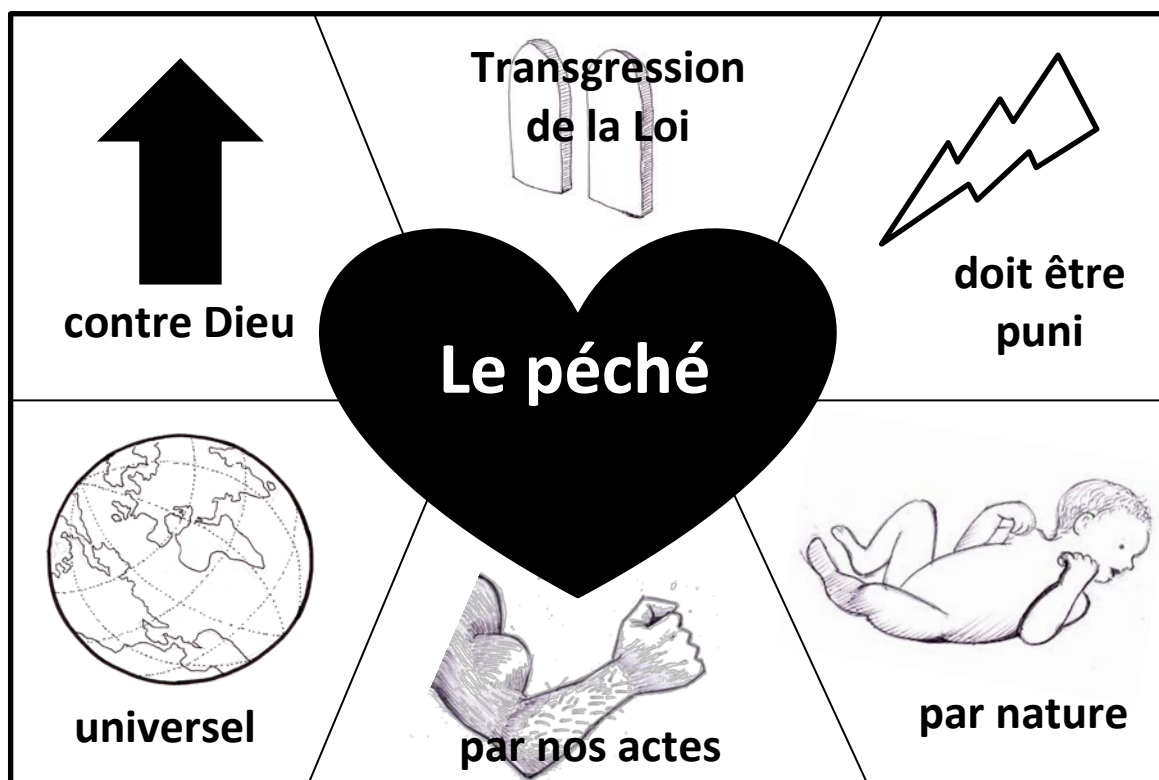 Transgression
de la Loi
contre Dieu
doit être
puni
Le péché
universel
par nos actes
par nature